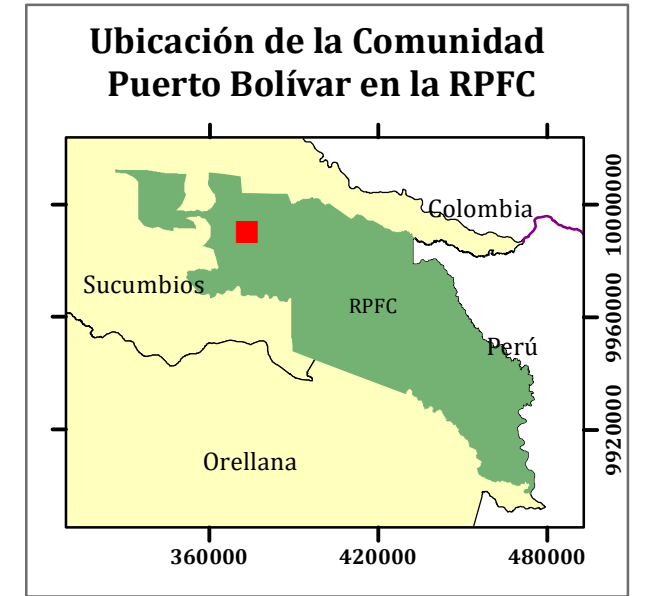 Ubicación de la Comunidad
Puerto Bolívar en la RPFC
Colombia
Sucumbios
RPFC
Perú
Orellana
10000000
9960000
9920000
360000
420000
480000